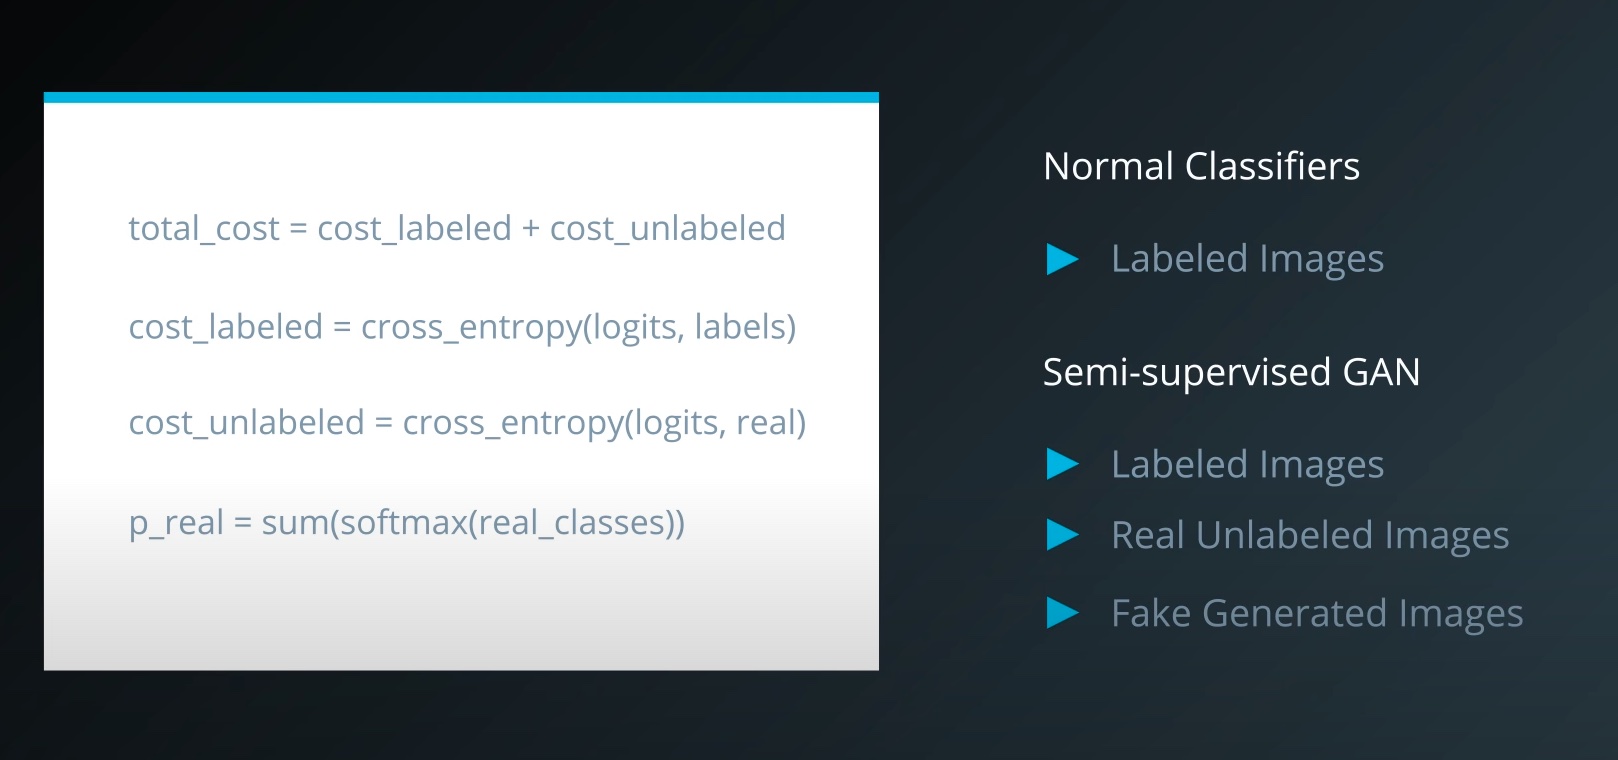 total_cost = cost_labeled + cost_unlabeled
cost_labeled = cross_entropy(logits, labels)
cost_unlabeled = cross_entropy(logits, real)
p_real = sum(softmax(real_classes))
Normal Classifiers
Labeled Images
Semi-supervised GAN
Labeled Images
Real Unlabeled Images
Fake Generated Images